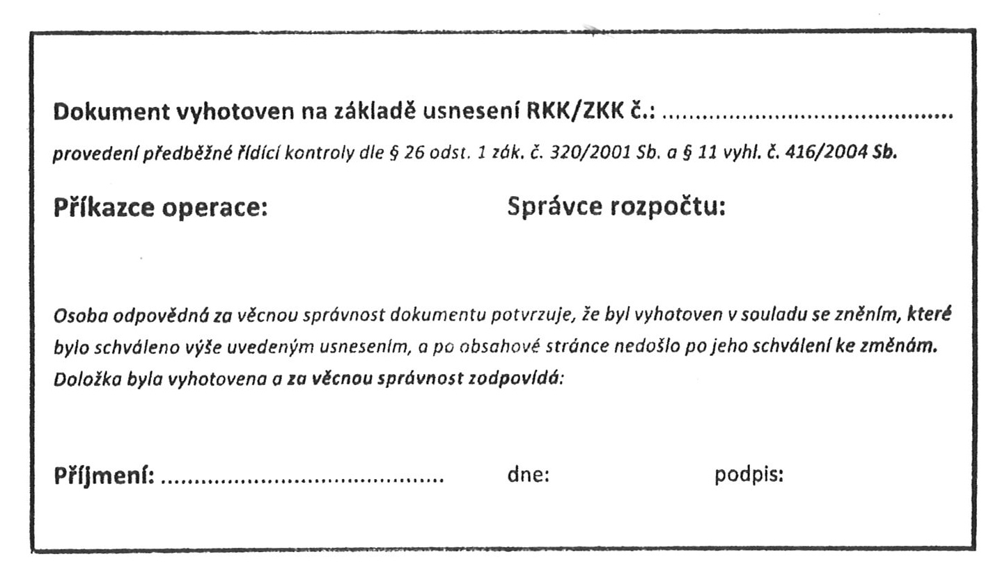 Dokument vyhotoven na základě usnesení RKK/ZKK č.: ..........................................
provedení předběžné řídící kontroly dle § 26 odst. 1 zák. č. 320/2001 Sb. a § 11 vyhl. č. 416/2004 Sb.
Příkazce operace: Správce rozpočtu:
Osoba odpovědná za věcnou správnost dokumentu potvrzuje, že byl vyhotoven v souladu se zněním, které
bylo schváleno výše uvedeným usnesením, a po obsahové stránce nedošlo po jeho schválení ke změnám.
Doložka byla vyhotovena a za věcnou správnost zodpovídá:
Příjmení: ........................................... dne: podpis: